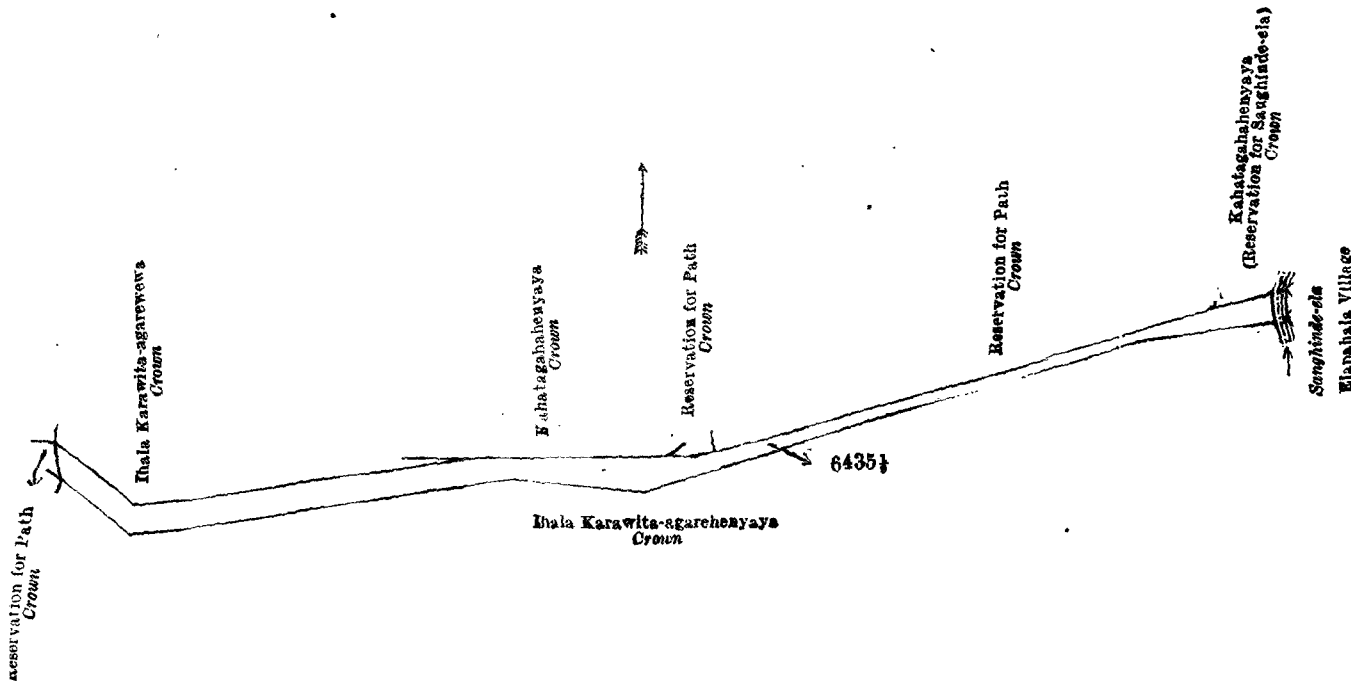 Reservation for Path
Crown
Ihala Karawita-agarewewa
Crown
Kahatagahahenyaya
Crown
Reservation for Path
Crown
Reservation for Path
Crown
Kahatagahahenyaya
(Reservation for Sanghinde-ela)
Crown
Sanghinde-ela
Elapahala Village
6435½
Ihala Karawita-agarehenyaya
Crown